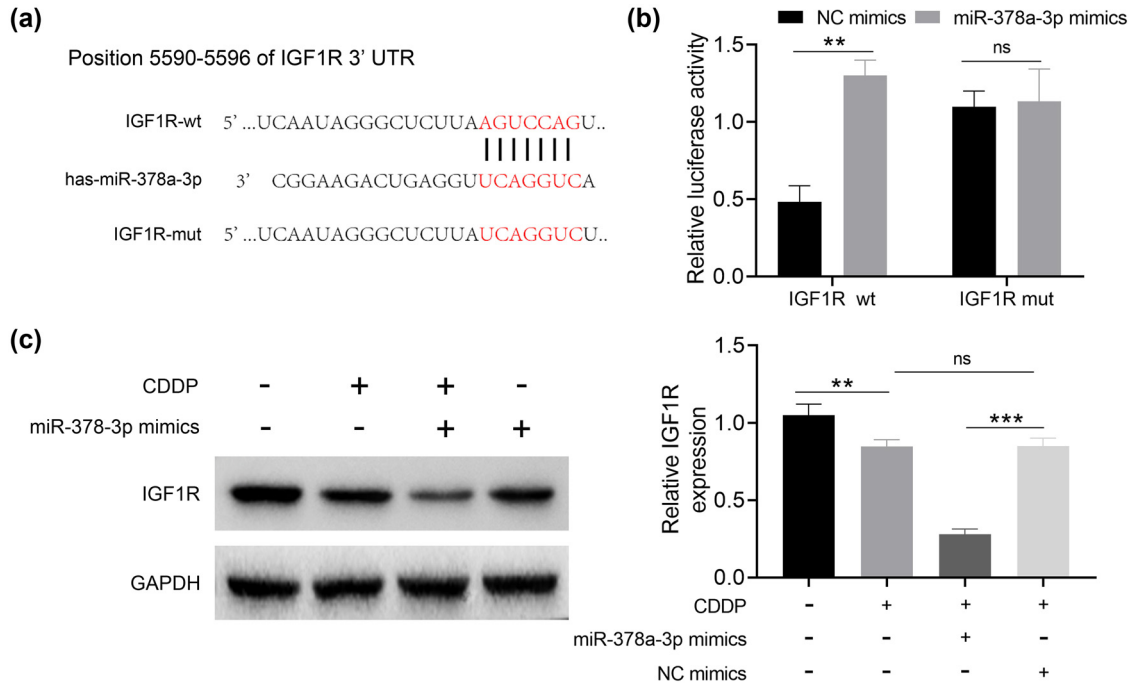 (a)
Position 5590-5596 of IGF1R 3' UTR
IGF1R-wt 5' ...UCAAUAGGGCUCUUAAGUCCAGU..
has-miR-378a-3p 3' CGGAAGACUGAGGUUCAGGUCA
IGF1R-mut 5' ...UCAAUAGGGCUCUUAUCAGGUCU..
(b)
NC mimics miR-378a-3p mimics
Relative luciferase activity
1.5
1.0
0.5
0.0
** ns
IGF1R wt IGF1R mut
(c)
CDDP - + + -
miR-378-3p mimics - - + +
IGF1R
GAPDH
Relative IGF1R
expression
1.5
1.0
0.5
0.0
ns
** ***
CDDP - + + +
miR-378a-3p mimics - - + -
NC mimics - - - +